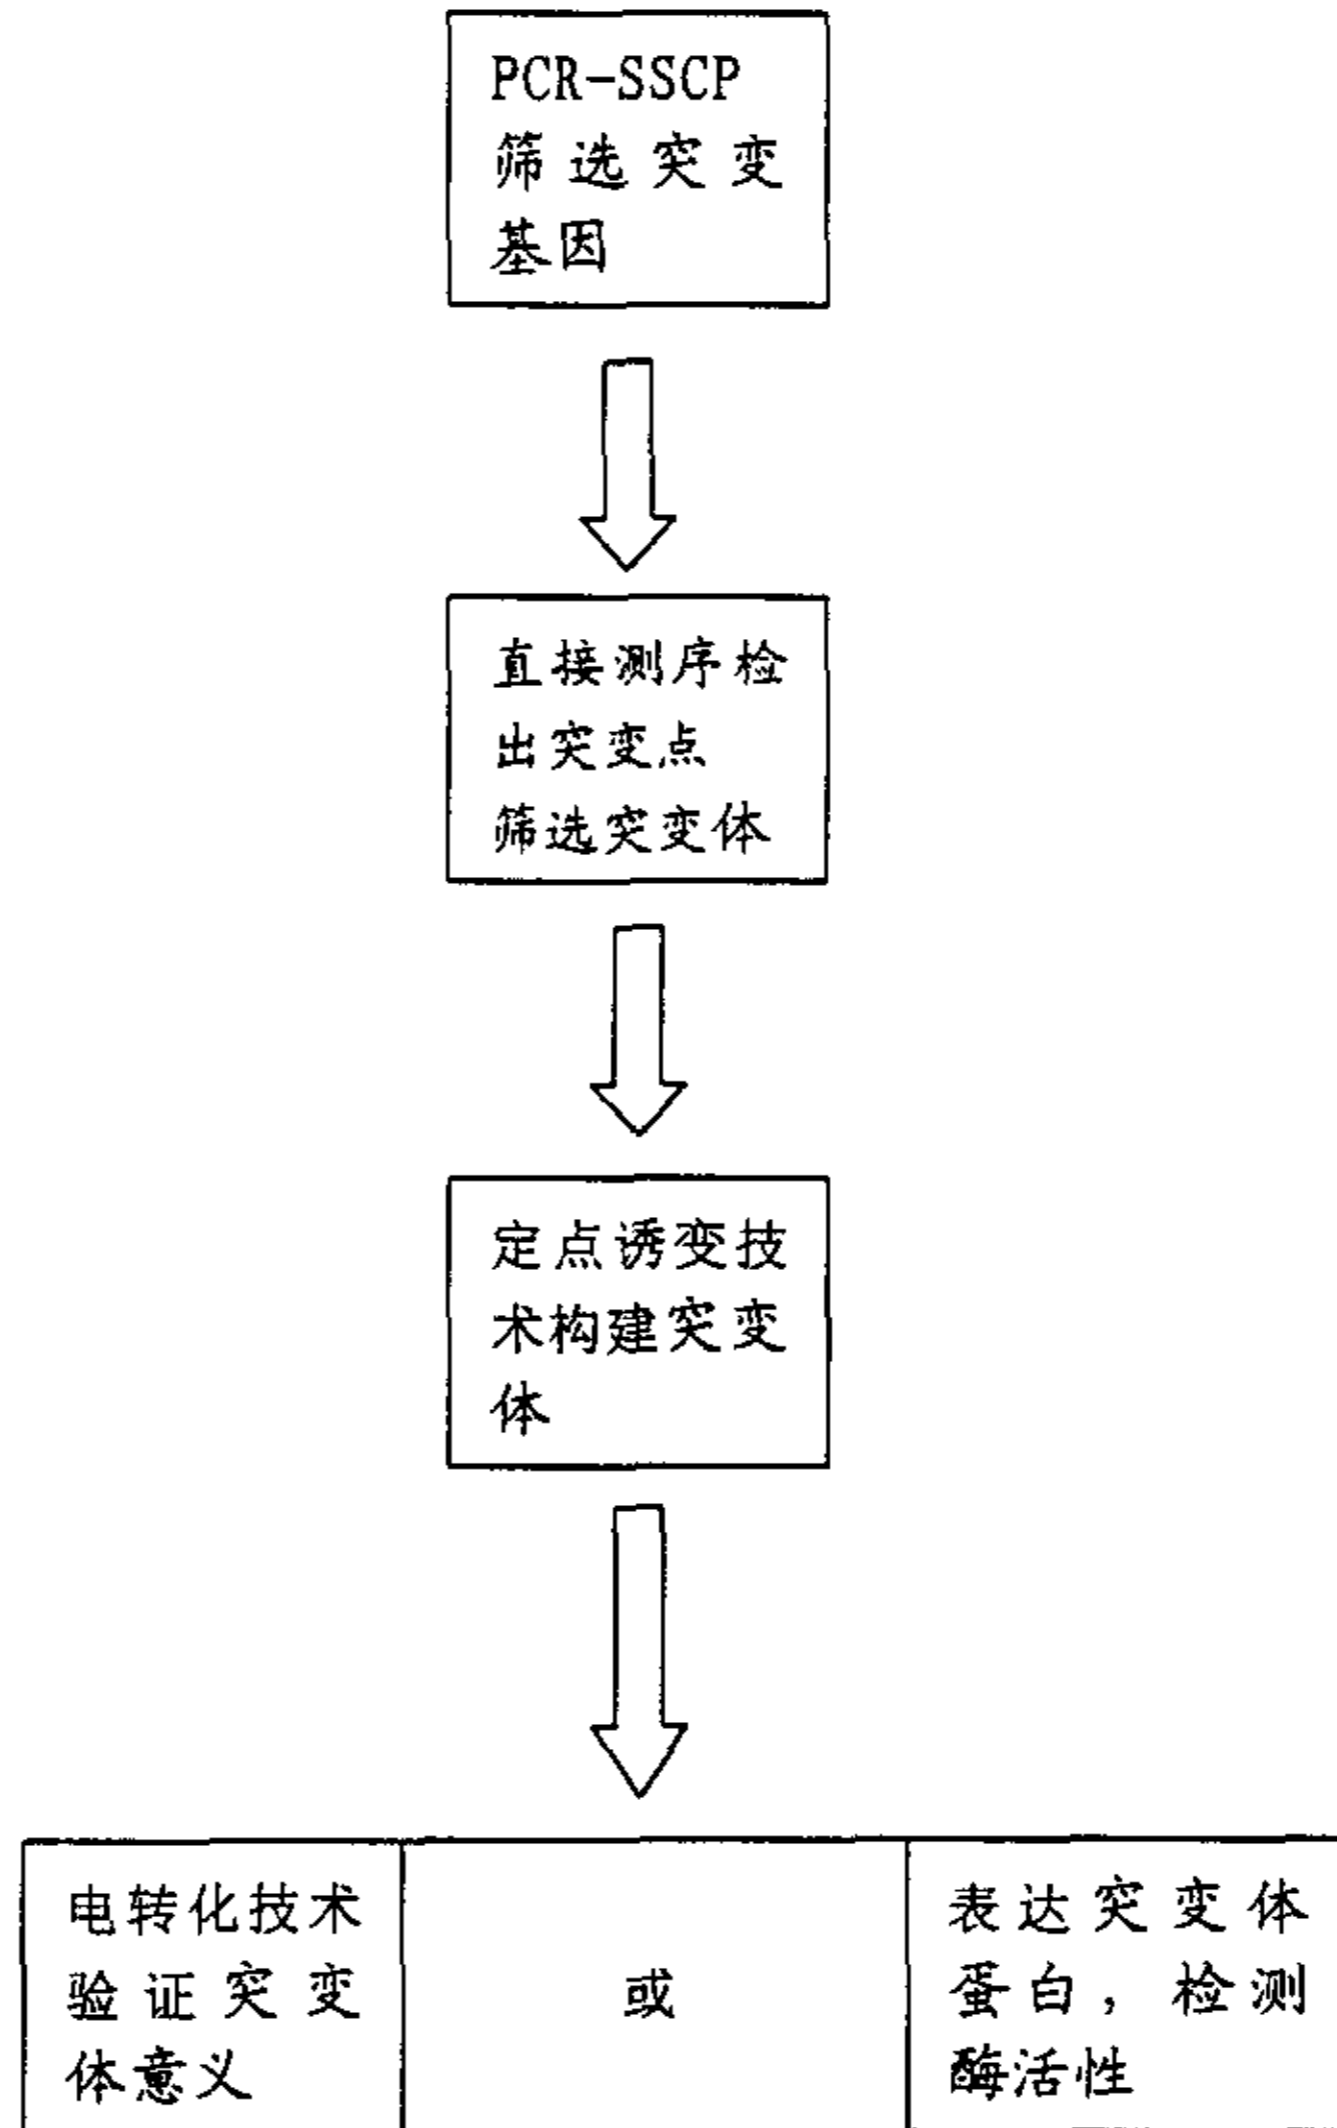 PCR-SSCP
筛选突变
基因
直接测序检
出突变点
筛选突变体
定点诱变技
术构建突变
体
电转化技术
验证突变
体意义
或
表达突变体
蛋白，检测
酶活性